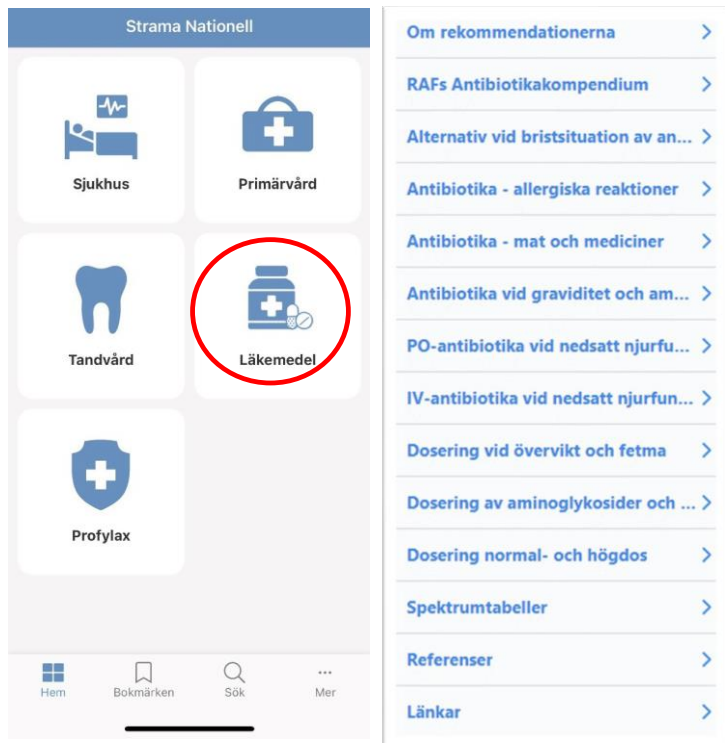 Strama Nationell
Sjukhus
Primärvård
Tandvård
Läkemedel
Profylax
Hem
Bokmärken
Sök
Mer
Om rekommendationerna
RAFs Antibiotikakompendium
Alternativ vid bristsituation av an...
Antibiotika - allergiska reaktioner
Antibiotika - mat och mediciner
Antibiotika vid graviditet och am...
PO-antibiotika vid nedsatt njurfu...
IV-antibiotika vid nedsatt njurfun...
Dosering vid övervikt och fetma
Dosering av aminoglykosider och ...
Dosering normal- och högdos
Spektrumtabeller
Referenser
Länkar